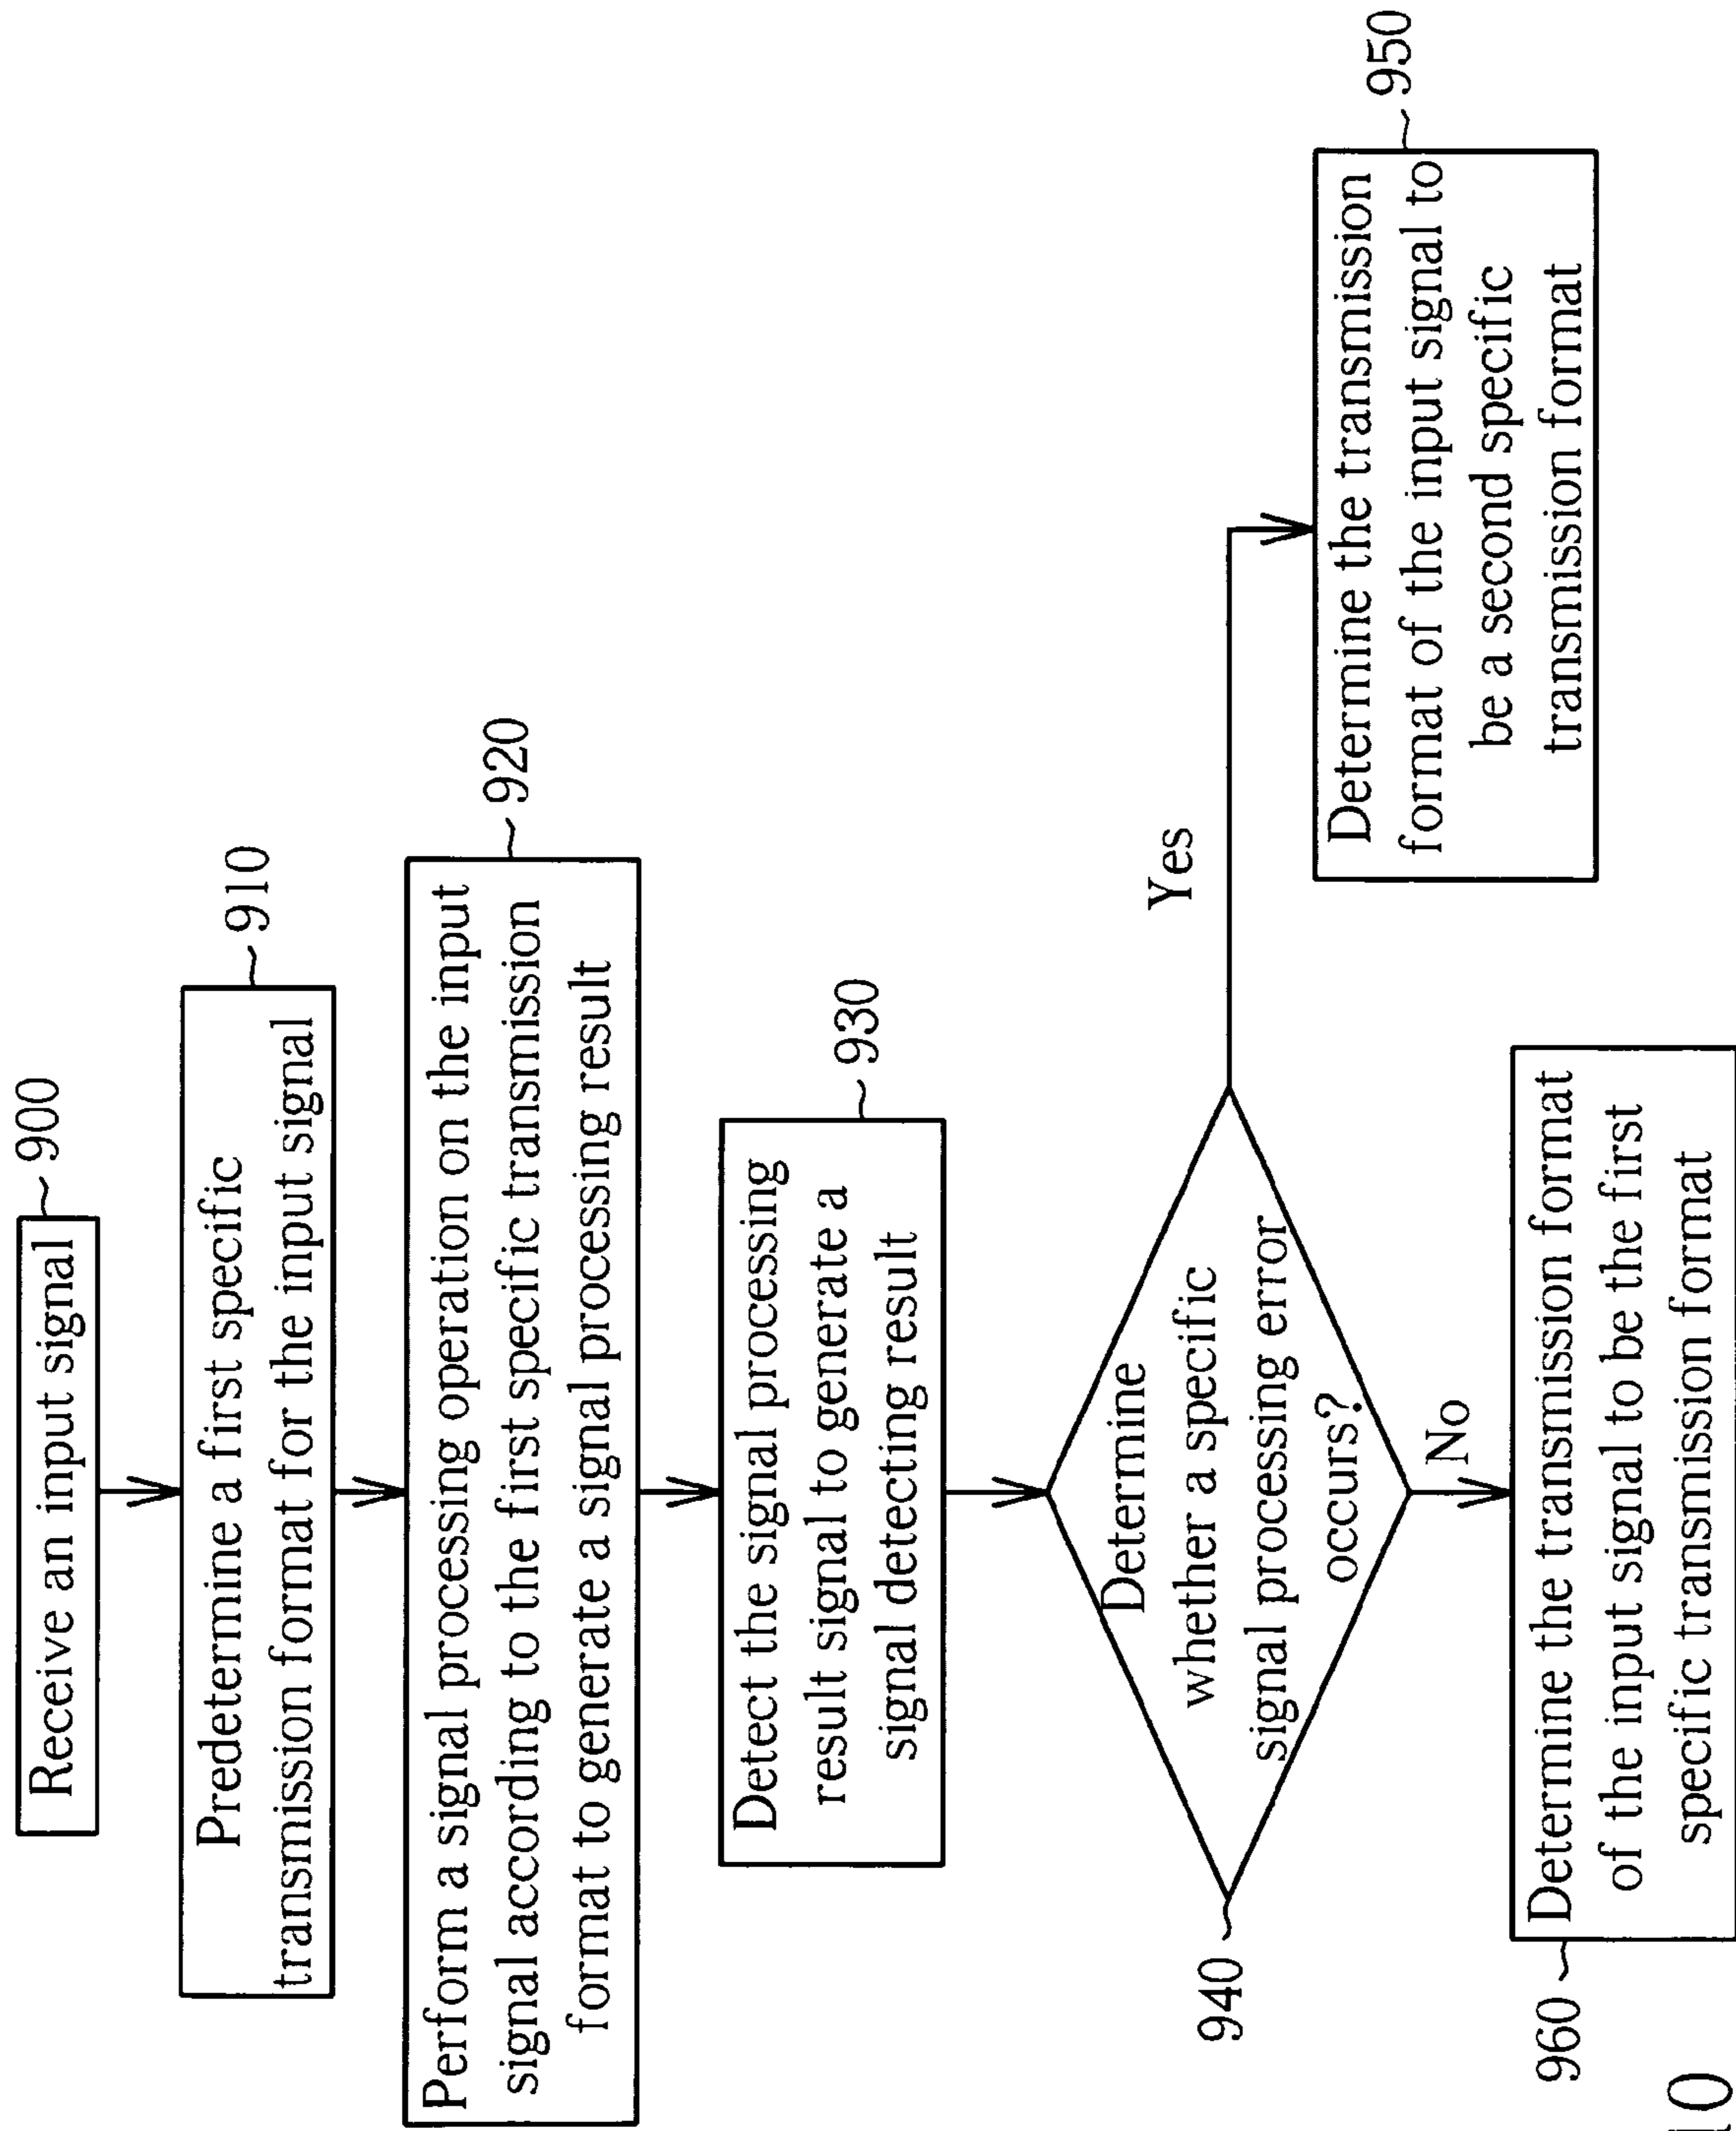 Receive an input signal
900
Predetermine a first specific
transmission format for the input signal
910
Perform a signal processing operation on the input
signal according to the first specific transmission
format to generate a signal processing result
920
Detect the signal processing
result signal to generate a
signal detecting result
930
Determine
whether a specific
signal processing error
occurs?
940
Yes
Determine the transmission
format of the input signal to
be a second specific
transmission format
950
No
Determine the transmission format
of the input signal to be the first
specific transmission format
960
10